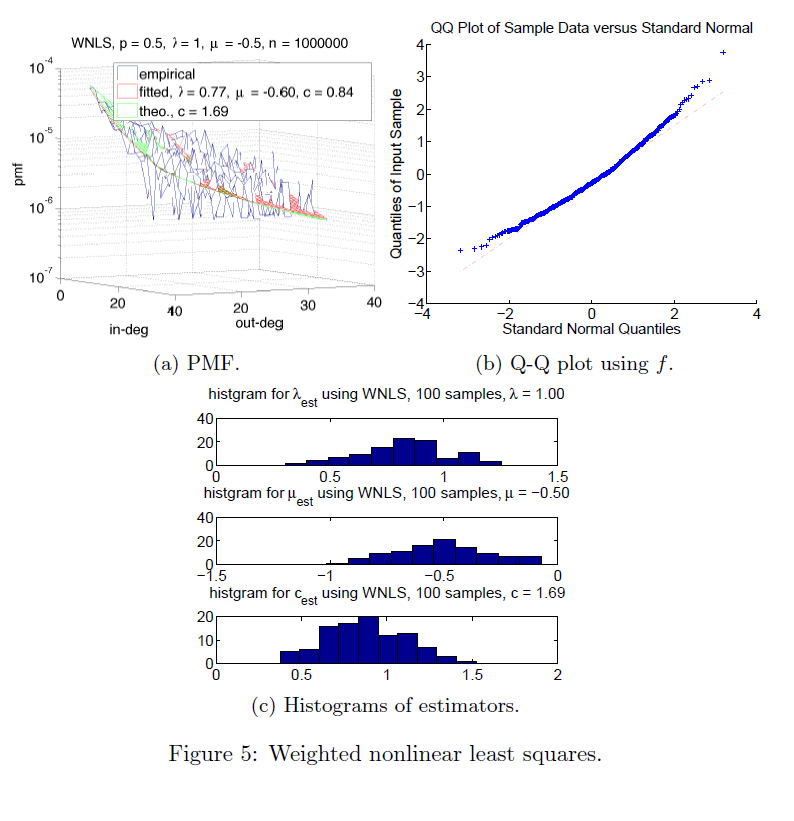 WNLS, p = 0.5, λ = 1, μ = -0.5, n = 1000000
empirical
fitted, λ = 0.77, μ = -0.60, c = 0.84
theo., c = 1.69
10^-4
10^-5
10^-6
10^-7
pmf
0
20
40
in-deg
20
30
40
out-deg
(a) PMF.
QQ Plot of Sample Data versus Standard Normal
Quantiles of Input Sample
4
3
2
1
0
−1
−2
−3
−4
−4 −2 0 2 4
Standard Normal Quantiles
(b) Q-Q plot using f.
histgram for λ_est using WNLS, 100 samples, λ = 1.00
40
20
0
0 0.5 1 1.5
histgram for μ_est using WNLS, 100 samples, μ = −0.50
40
20
0
−1.5 −1 −0.5 0
histgram for c_est using WNLS, 100 samples, c = 1.69
20
10
0
0 0.5 1 1.5 2
(c) Histograms of estimators.
Figure 5: Weighted nonlinear least squares.